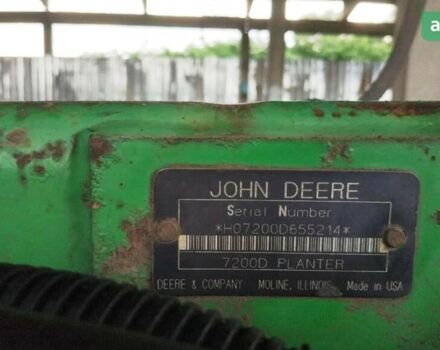 a
JOHN DEERE
Serial Number
*H07200D655214*
7200D PLANTER
DEERE & COMPANY MOLINE, ILLINOIS Made in USA